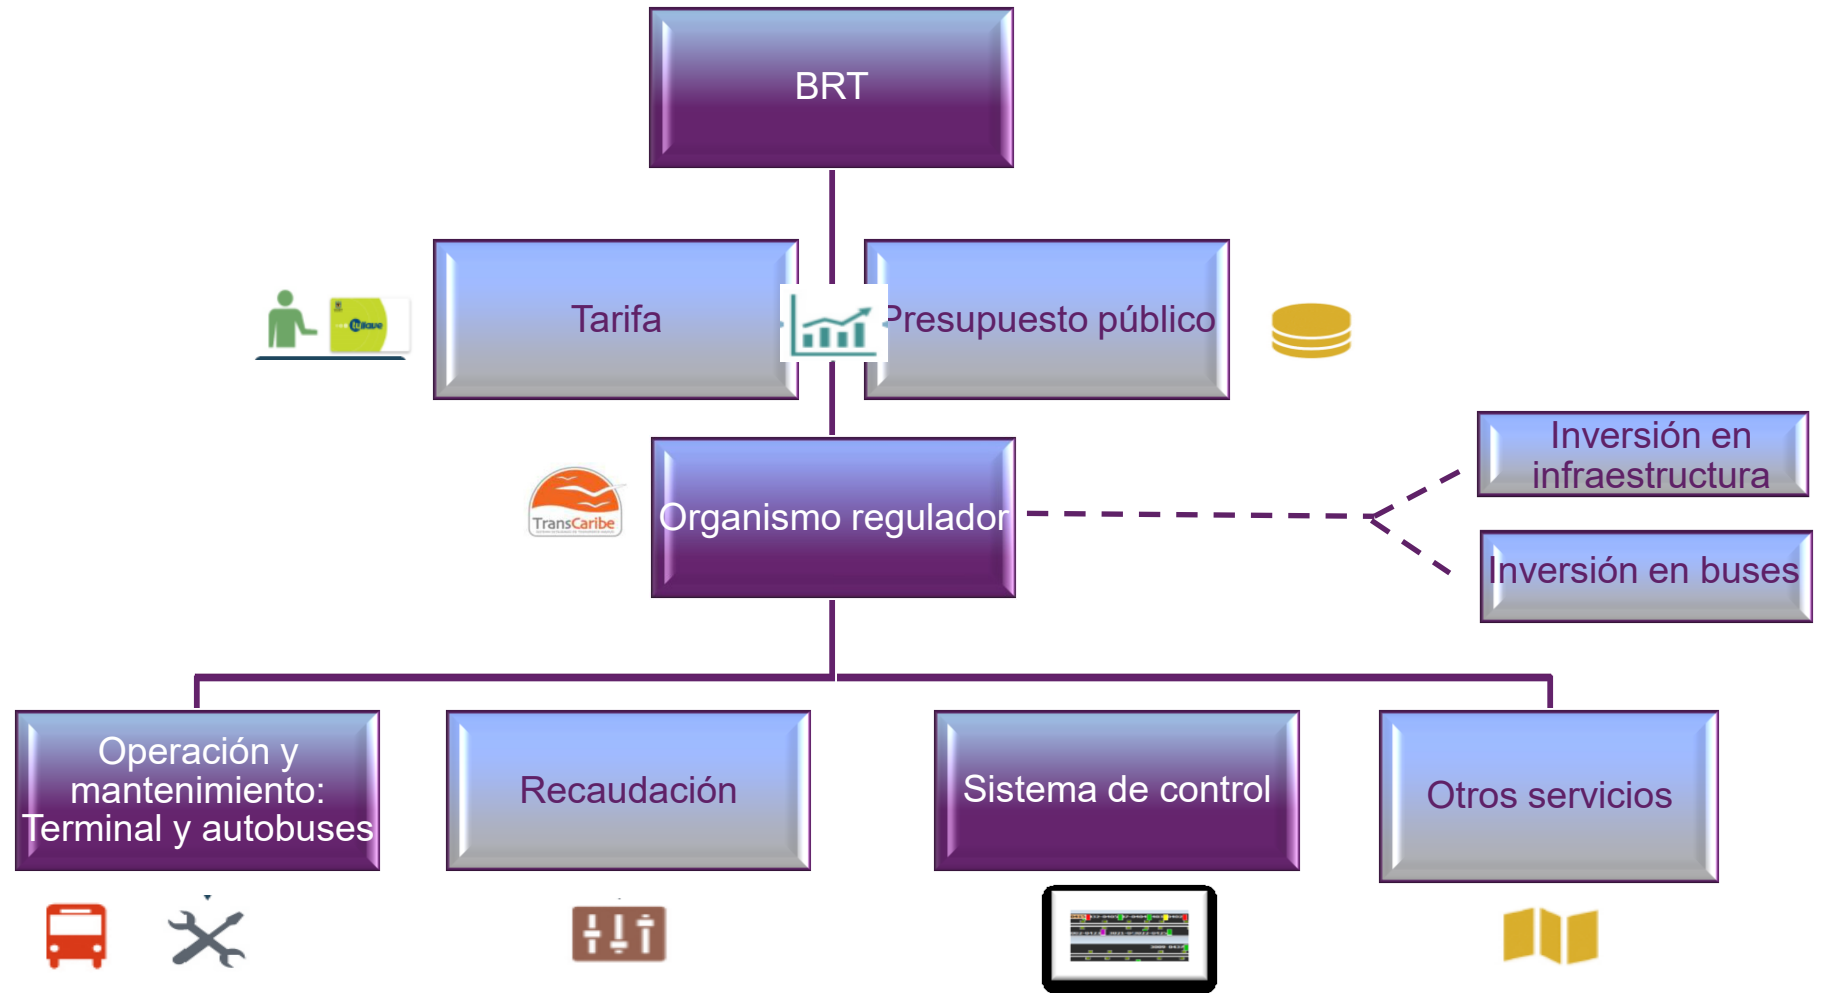 BRT
Tarifa
Presupuesto público
tullave
Inversión en
infraestructura
TransCaribe
Organismo regulador
Inversión en buses
Operación y
mantenimiento:
Terminal y autobuses
Recaudación
Sistema de control
Otros servicios